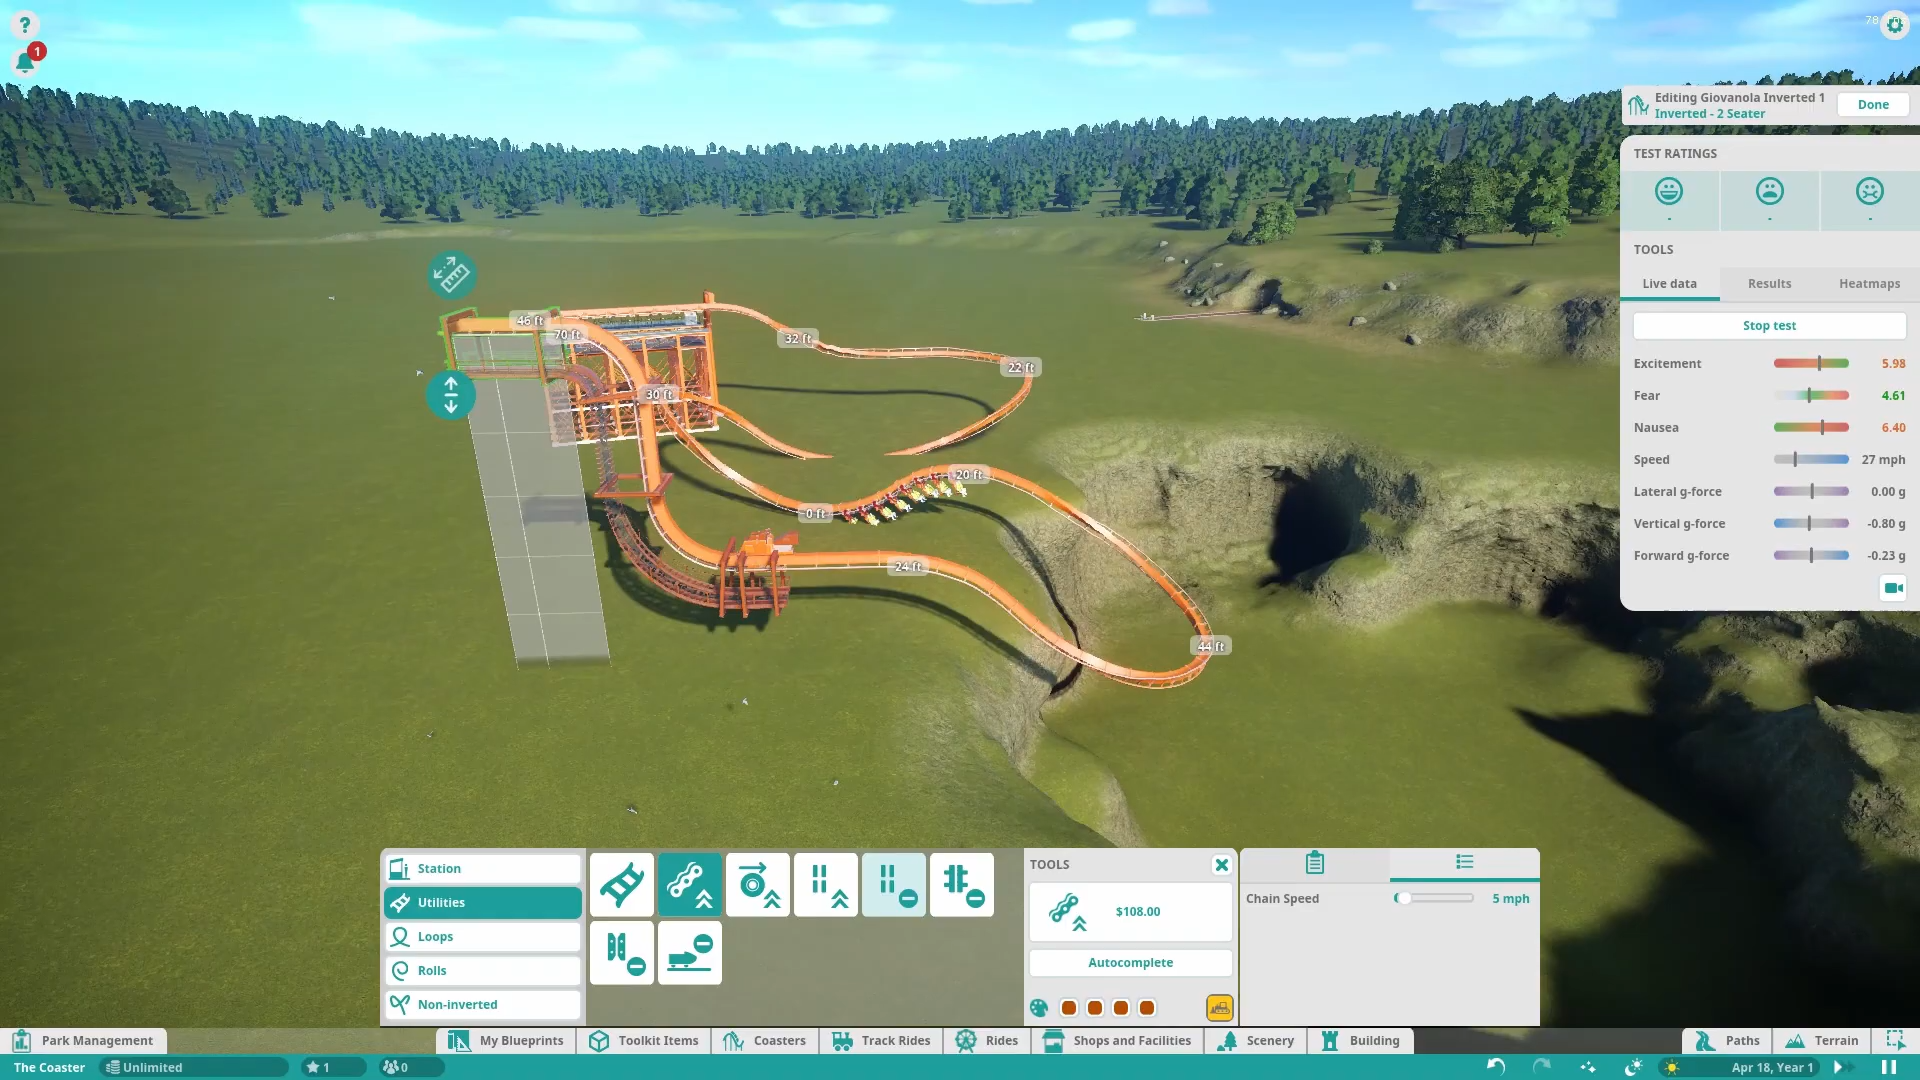 ?
1
78
Editing Giovanola Inverted 1
Inverted - 2 Seater
Done
TEST RATINGS
- - -
TOOLS
Live data
Results
Heatmaps
Stop test
Excitement 5.98
Fear 4.61
Nausea 6.40
Speed 27 mph
Lateral g-force 0.00 g
Vertical g-force -0.80 g
Forward g-force -0.23 g
46 ft
70 ft
32 ft
22 ft
30 ft
20 ft
0 ft
24 ft
44 ft
Station
Utilities
Loops
Rolls
Non-inverted
TOOLS
$108.00
Autocomplete
Chain Speed 5 mph
Park Management
My Blueprints
Toolkit Items
Coasters
Track Rides
Rides
Shops and Facilities
Scenery
Building
Paths
Terrain
The Coaster
Unlimited
1
0
Apr 18, Year 1